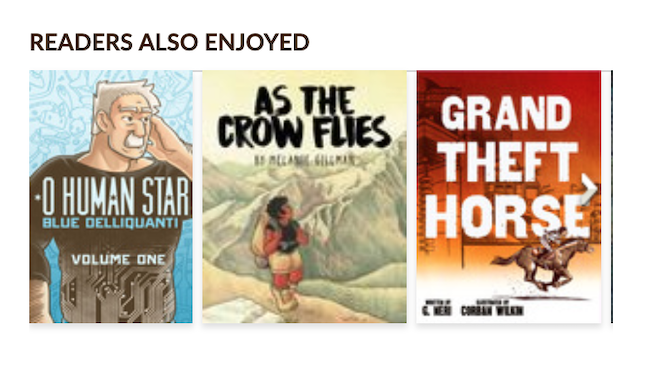 READERS ALSO ENJOYED
O HUMAN STAR
BLUE DELLIQUANTI
VOLUME ONE
AS THE
CROW FLIES
BY MELANIE GILLMAN
GRAND
THEFT
HORSE
WRITTEN BY ILLUSTRATED BY
G. NERI CORBAN WILKIN